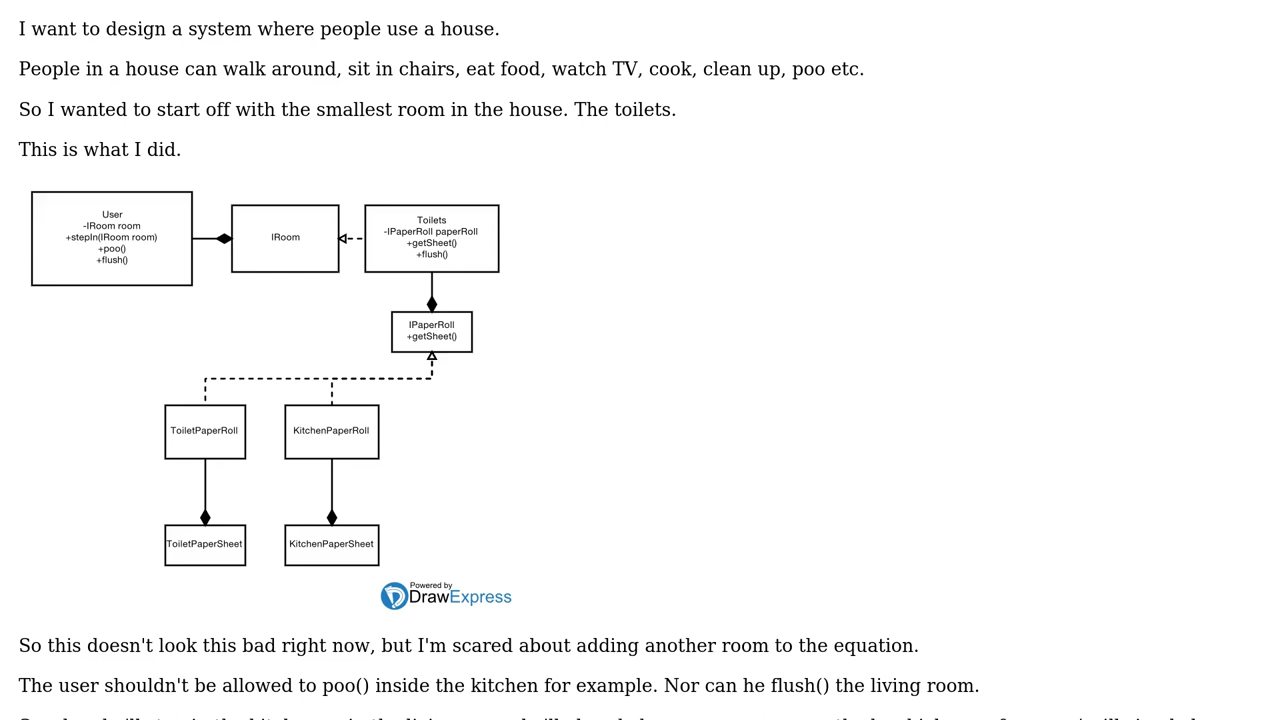 I want to design a system where people use a house.
People in a house can walk around, sit in chairs, eat food, watch TV, cook, clean up, poo etc.
So I wanted to start off with the smallest room in the house. The toilets.
This is what I did.
User
-IRoom room
+stepIn(IRoom room)
+poo()
+flush()
IRoom
Toilets
-IPaperRoll paperRoll
+getSheet()
+flush()
IPaperRoll
+getSheet()
ToiletPaperRoll
KitchenPaperRoll
ToiletPaperSheet
KitchenPaperSheet
Powered by
DrawExpress
So this doesn't look this bad right now, but I'm scared about adding another room to the equation.
The user shouldn't be allowed to poo() inside the kitchen for example. Nor can he flush() the living room.